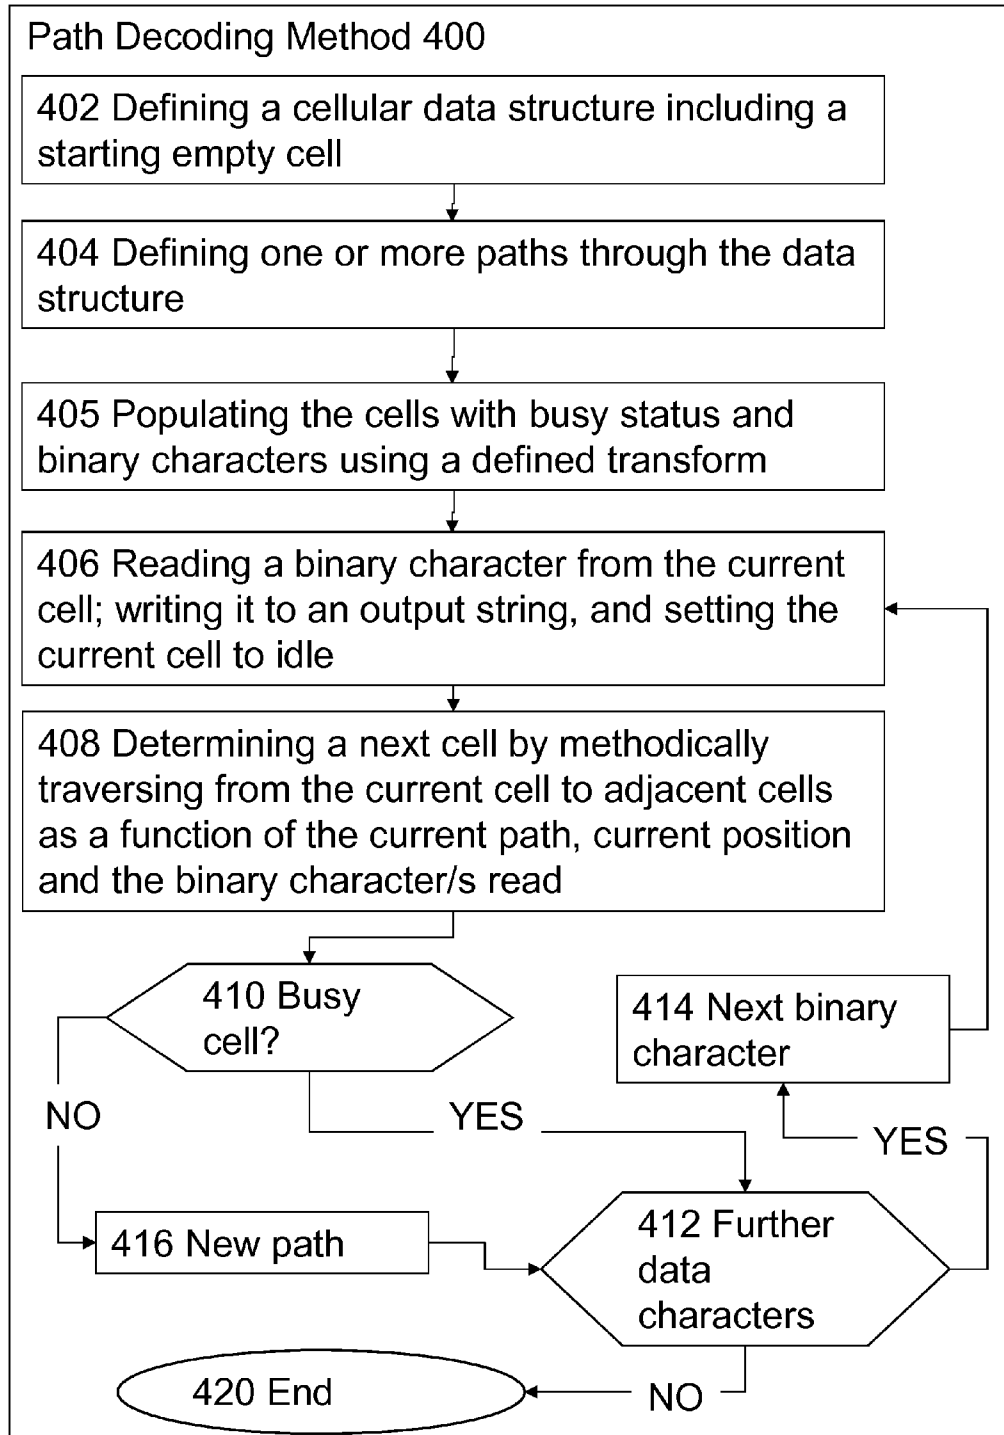 Path Decoding Method 400
402 Defining a cellular data structure including a
starting empty cell
404 Defining one or more paths through the data
structure
405 Populating the cells with busy status and
binary characters using a defined transform
406 Reading a binary character from the current
cell; writing it to an output string, and setting the
current cell to idle
408 Determining a next cell by methodically
traversing from the current cell to adjacent cells
as a function of the current path, current position
and the binary character/s read
410 Busy
cell?
414 Next binary
character
NO
YES
YES
416 New path
412 Further
data
characters
420 End
NO